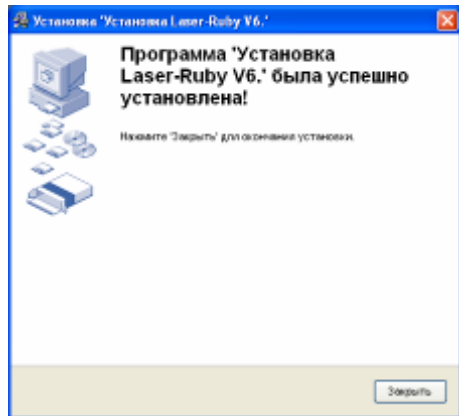 Установка 'Установка Laser-Ruby V6.'
Программа 'Установка
Laser-Ruby V6.' была успешно
установлена!
Нажмите 'Закрыть' для окончания установки.
Закрыть